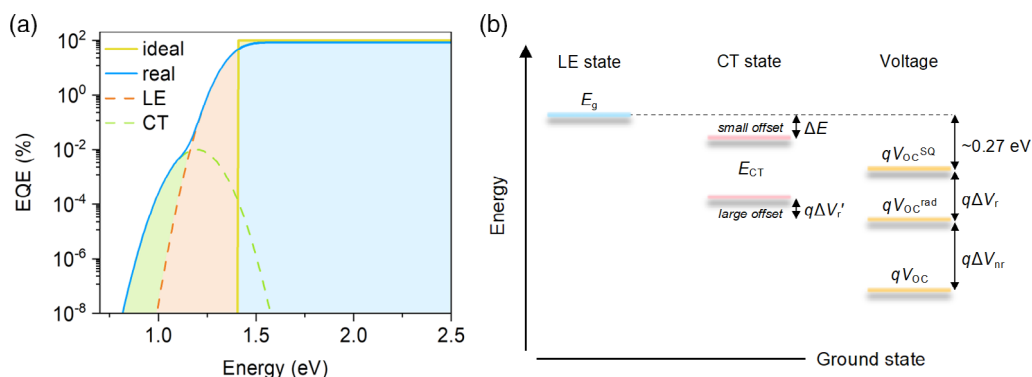 (a)
ideal
real
LE
CT
10²
10⁰
10⁻²
10⁻⁴
10⁻⁶
10⁻⁸
EQE (%)
1.0 1.5 2.0 2.5
Energy (eV)
(b)
LE state CT state Voltage
E_g
small offset ΔE
~0.27 eV
qV_OC^SQ
E_CT
qΔV_r
large offset qΔV_r'
qV_OC^rad
qΔV_nr
qV_OC
Energy
Ground state